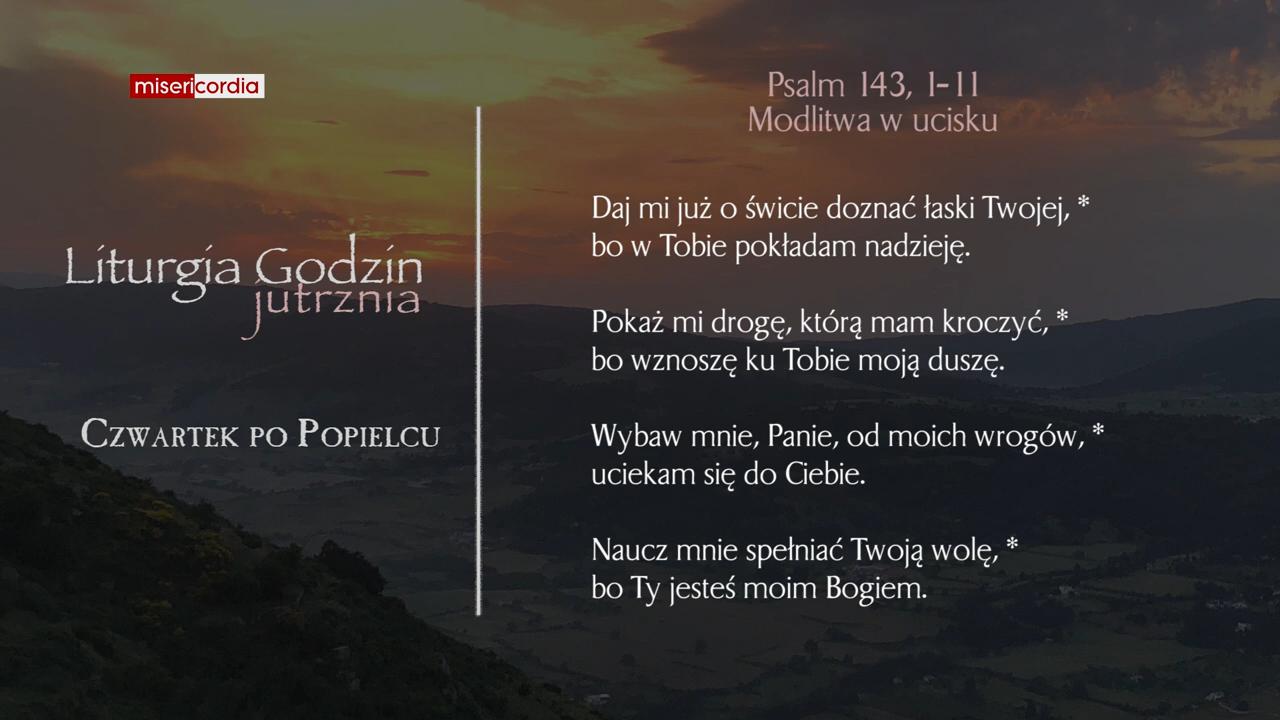 misericordia
Liturgia Godzin
jutrznia
Czwartek po Popielcu
Psalm 143, 1-11
Modlitwa w ucisku
Daj mi już o świcie doznać łaski Twojej, *
bo w Tobie pokładam nadzieję.
Pokaż mi drogę, którą mam kroczyć, *
bo wznoszę ku Tobie moją duszę.
Wybaw mnie, Panie, od moich wrogów, *
uciekam się do Ciebie.
Naucz mnie spełniać Twoją wolę, *
bo Ty jesteś moim Bogiem.